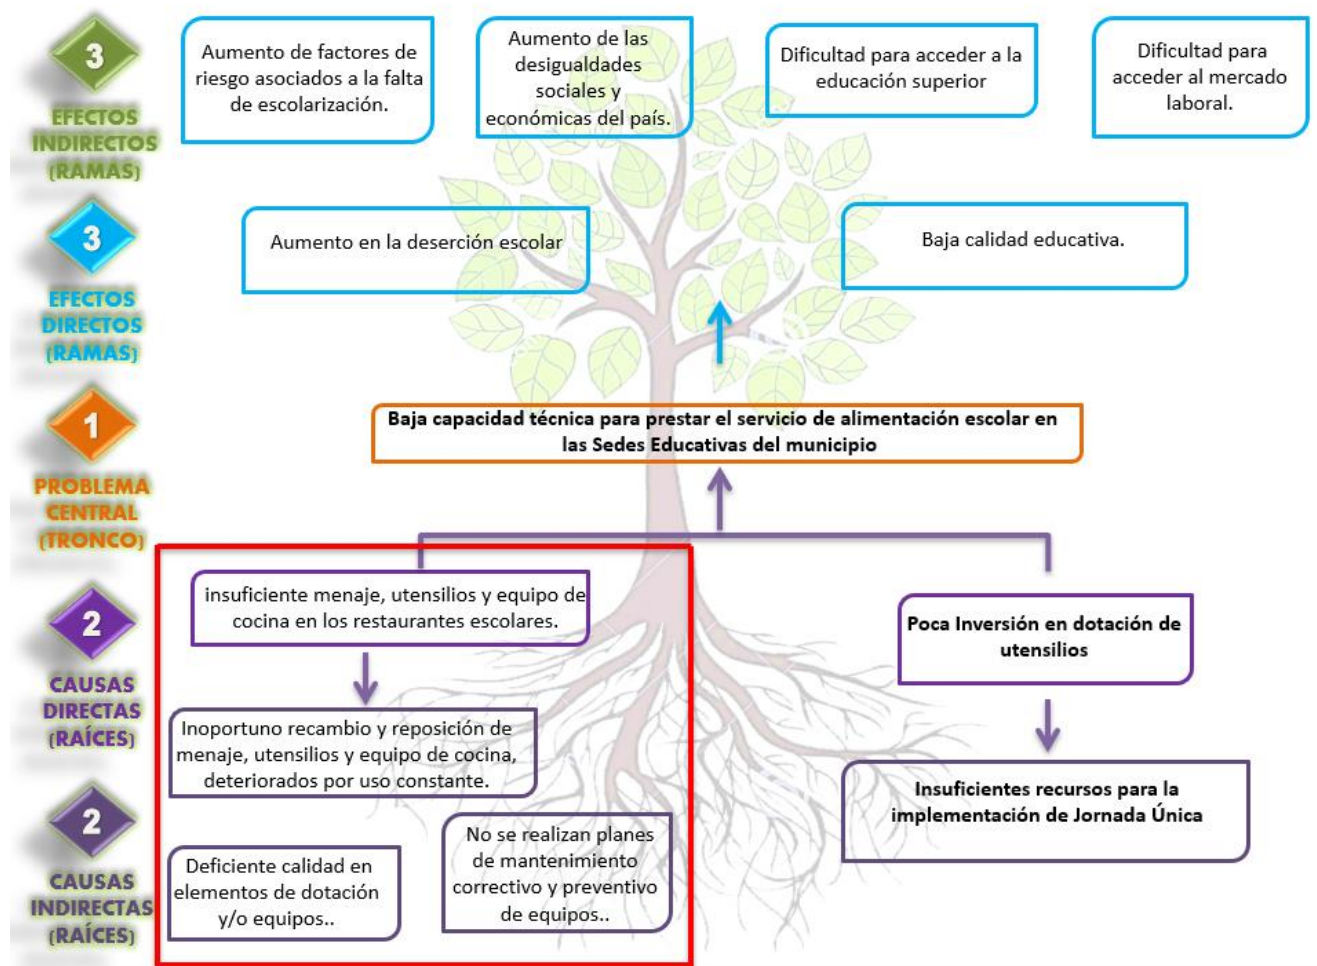 3
EFECTOS
INDIRECTOS
(RAMAS)
Aumento de factores de
riesgo asociados a la falta
de escolarización.
Aumento de las
desigualdades
sociales y
económicas del país.
Dificultad para acceder a la
educación superior
Dificultad para
acceder al mercado
laboral.
3
EFECTOS
DIRECTOS
(RAMAS)
Aumento en la deserción escolar
Baja calidad educativa.
1
PROBLEMA
CENTRAL
(TRONCO)
Baja capacidad técnica para prestar el servicio de alimentación escolar en
las Sedes Educativas del municipio
2
CAUSAS
DIRECTAS
(RAÍCES)
insuficiente menaje, utensilios y equipo de
cocina en los restaurantes escolares.
Poca Inversión en dotación de
utensilios
Inoportuno recambio y reposición de
menaje, utensilios y equipo de cocina,
deteriorados por uso constante.
2
CAUSAS
INDIRECTAS
(RAÍCES)
Insuficientes recursos para la
implementación de Jornada Única
Deficiente calidad en
elementos de dotación
y/o equipos..
No se realizan planes
de mantenimiento
correctivo y preventivo
de equipos..